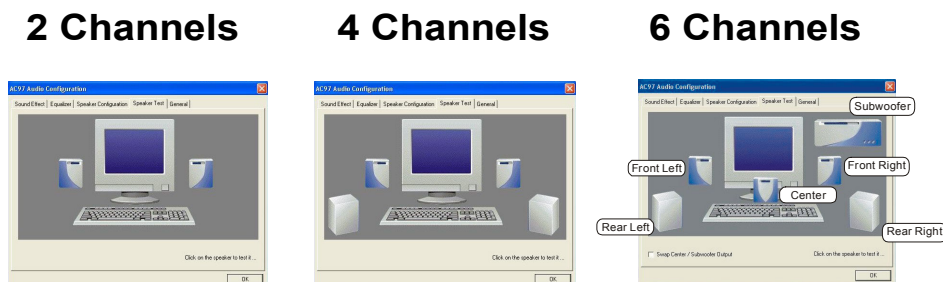 2 Channels
4 Channels
6 Channels
AC97 Audio Configuration
Sound Effect | Equalizer | Speaker Configuration | Speaker Test | General
Click on the speaker to test it ...
OK
AC97 Audio Configuration
Sound Effect | Equalizer | Speaker Configuration | Speaker Test | General
Click on the speaker to test it ...
OK
AC97 Audio Configuration
Sound Effect | Equalizer | Speaker Configuration | Speaker Test | General
Subwoofer
Front Left
Front Right
Center
Rear Left
Rear Right
Swap Center / Subwoofer Output
Click on the speaker to test it ...
OK